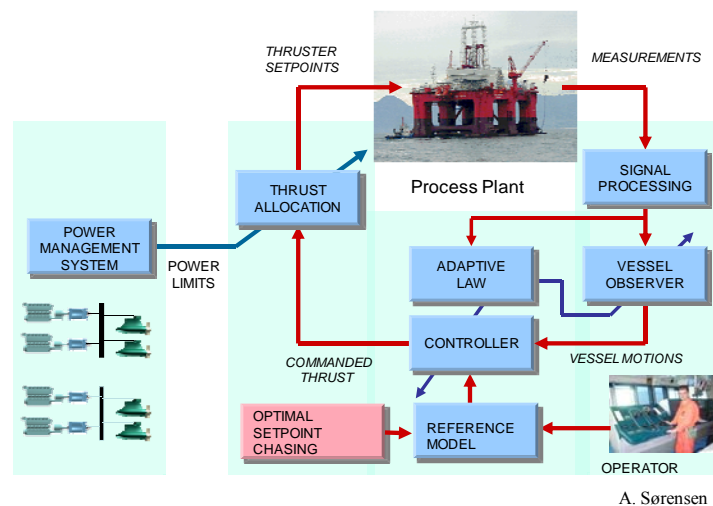 THRUSTER
SETPOINTS
MEASUREMENTS
Process Plant
SIGNAL
PROCESSING
THRUST
ALLOCATION
POWER
MANAGEMENT
SYSTEM
POWER
LIMITS
ADAPTIVE
LAW
VESSEL
OBSERVER
CONTROLLER
COMMANDED
THRUST
VESSEL MOTIONS
OPTIMAL
SETPOINT
CHASING
REFERENCE
MODEL
OPERATOR
A. Sørensen